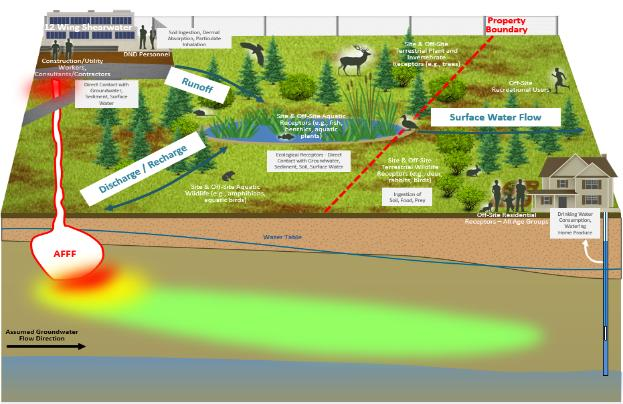 Property
Boundary
12 Wing Shearwater
Soil Ingestion, Dermal
Absorption, Particulate
Inhalation
DND Personnel
Construction/Utility
Workers,
Consultants/Contractors
Direct Contact with
Groundwater,
Sediment, Surface
Water
Runoff
Site & Off-Site
Terrestrial Plant and
Invertebrate
Receptors (e.g., trees)
Off-Site
Recreational Users
Site & Off-Site Aquatic
Receptors (e.g., fish,
benthics, aquatic
plants)
Surface Water Flow
Ecological Receptors - Direct
Contact with Groundwater,
Sediment, Soil, Surface Water
Discharge / Recharge
Site & Off-Site
Terrestrial Wildlife
Receptors (e.g., deer,
rabbits, birds)
Ingestion of
Soil, Food, Prey
Site & Off-Site Aquatic
Wildlife (e.g., amphibians,
aquatic birds)
Off-Site Residential
Receptors – All Age Groups
Drinking Water
Consumption,
Watering
Home Produce
Water Table
AFFF
Assumed Groundwater
Flow Direction